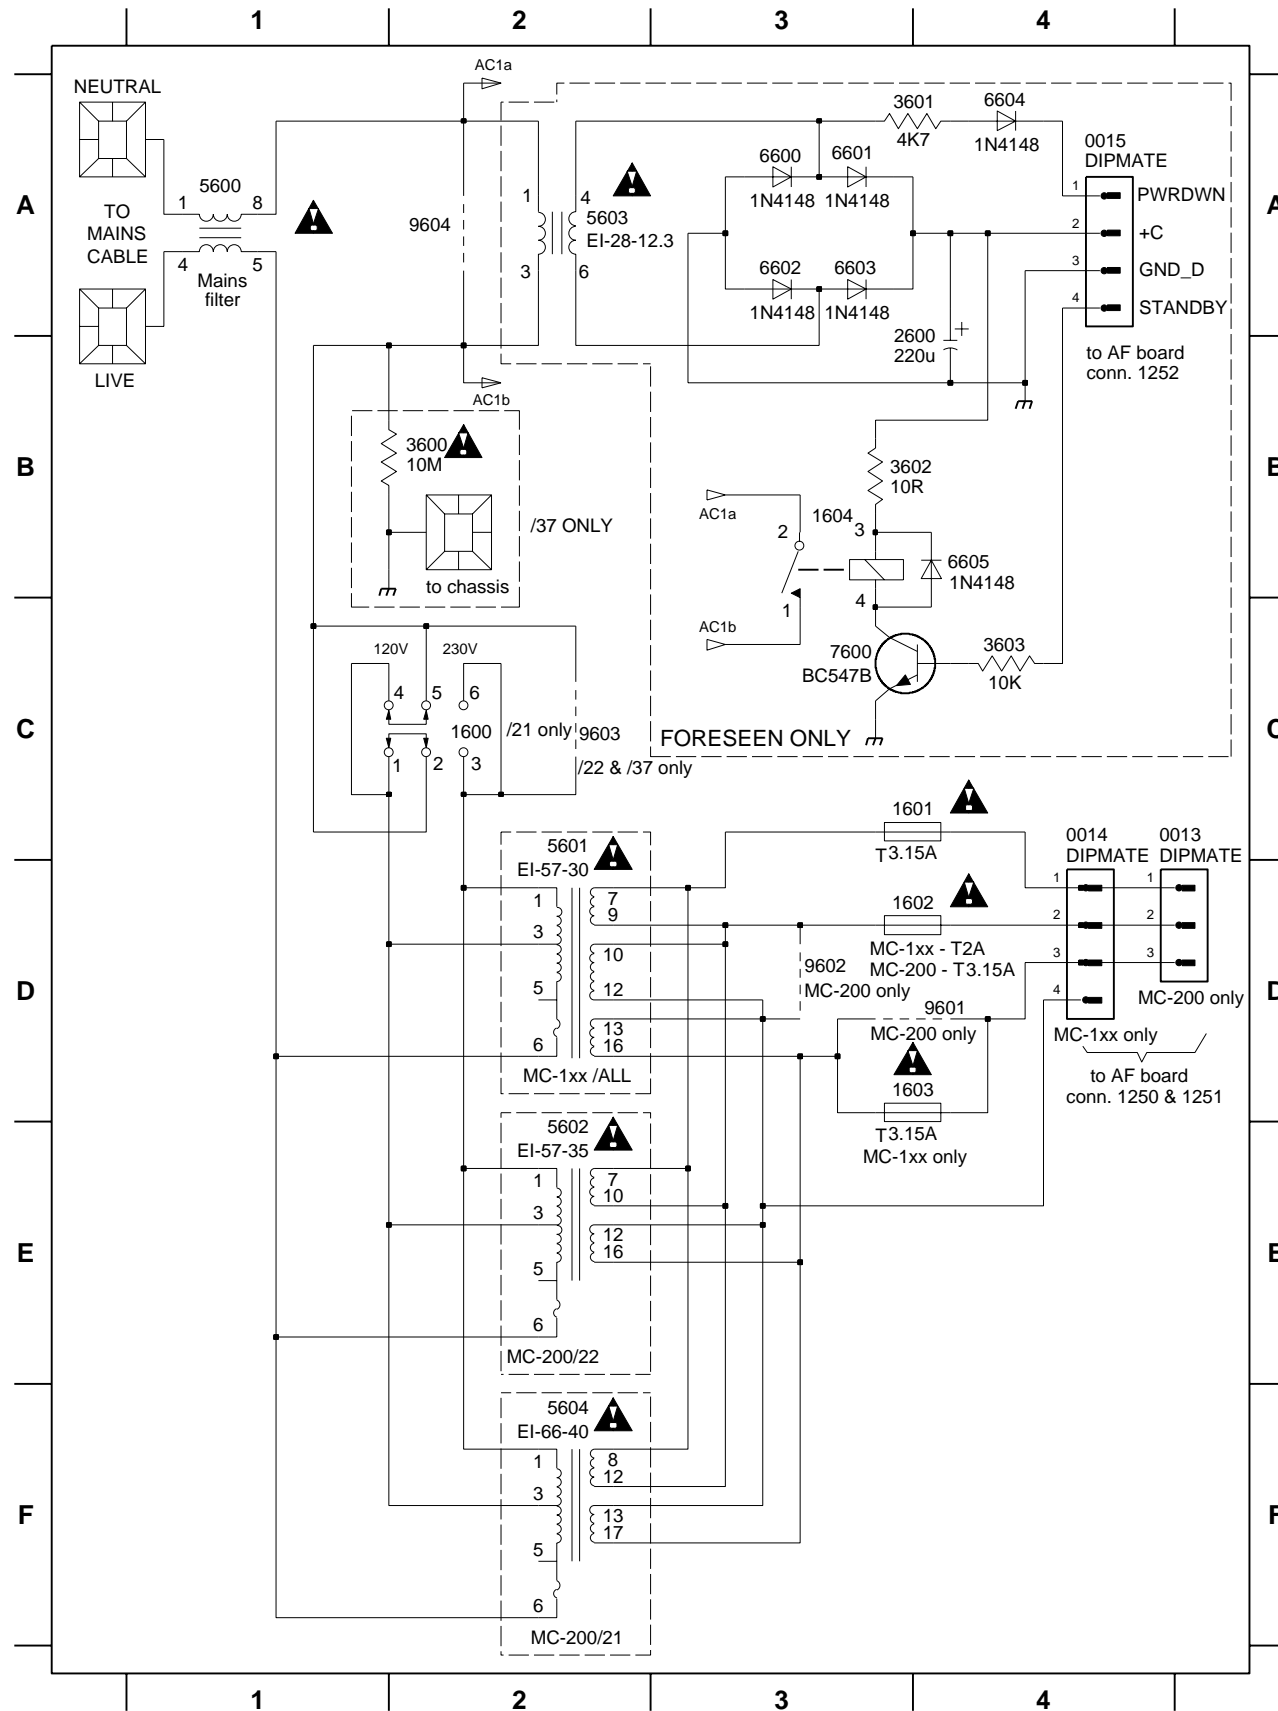 1 2 3 4
AC1a
NEUTRAL
3601
4K7
6604
1N4148
0015
DIPMATE
6600
1N4148
6601
1N4148
5600
1 8
4 5
Mains
filter
A
TO
MAINS
CABLE
9604
1
3
4
6
5603
EI-28-12.3
1 PWRDWN
2 +C
3 GND_D
4 STANDBY
A
6602
1N4148
6603
1N4148
2600
220u
+
to AF board
conn. 1252
LIVE
AC1b
B
3600
10M
/37 ONLY
to chassis
3602
10R
AC1a
2
1604
3
6605
1N4148
4
1
AC1b
7600
BC547B
3603
10K
B
120V 230V
4 5 6
C
1600
1 2 3
/21 only
9603
/22 & /37 only
FORESEEN ONLY
C
1601
T3.15A
5601
EI-57-30
0014
DIPMATE
0013
DIPMATE
1
3
5
6
7
9
10
12
13
16
MC-1xx /ALL
1602
MC-1xx - T2A
MC-200 - T3.15A
D
9602
MC-200 only
9601
MC-200 only
1
2
3
4
1
2
3
MC-200 only
MC-1xx only
D
1603
T3.15A
MC-1xx only
to AF board
conn. 1250 & 1251
5602
EI-57-35
1
3
5
6
7
10
12
16
E
E
MC-200/22
5604
EI-66-40
1
3
5
6
8
12
13
17
F
F
MC-200/21
1 2 3 4